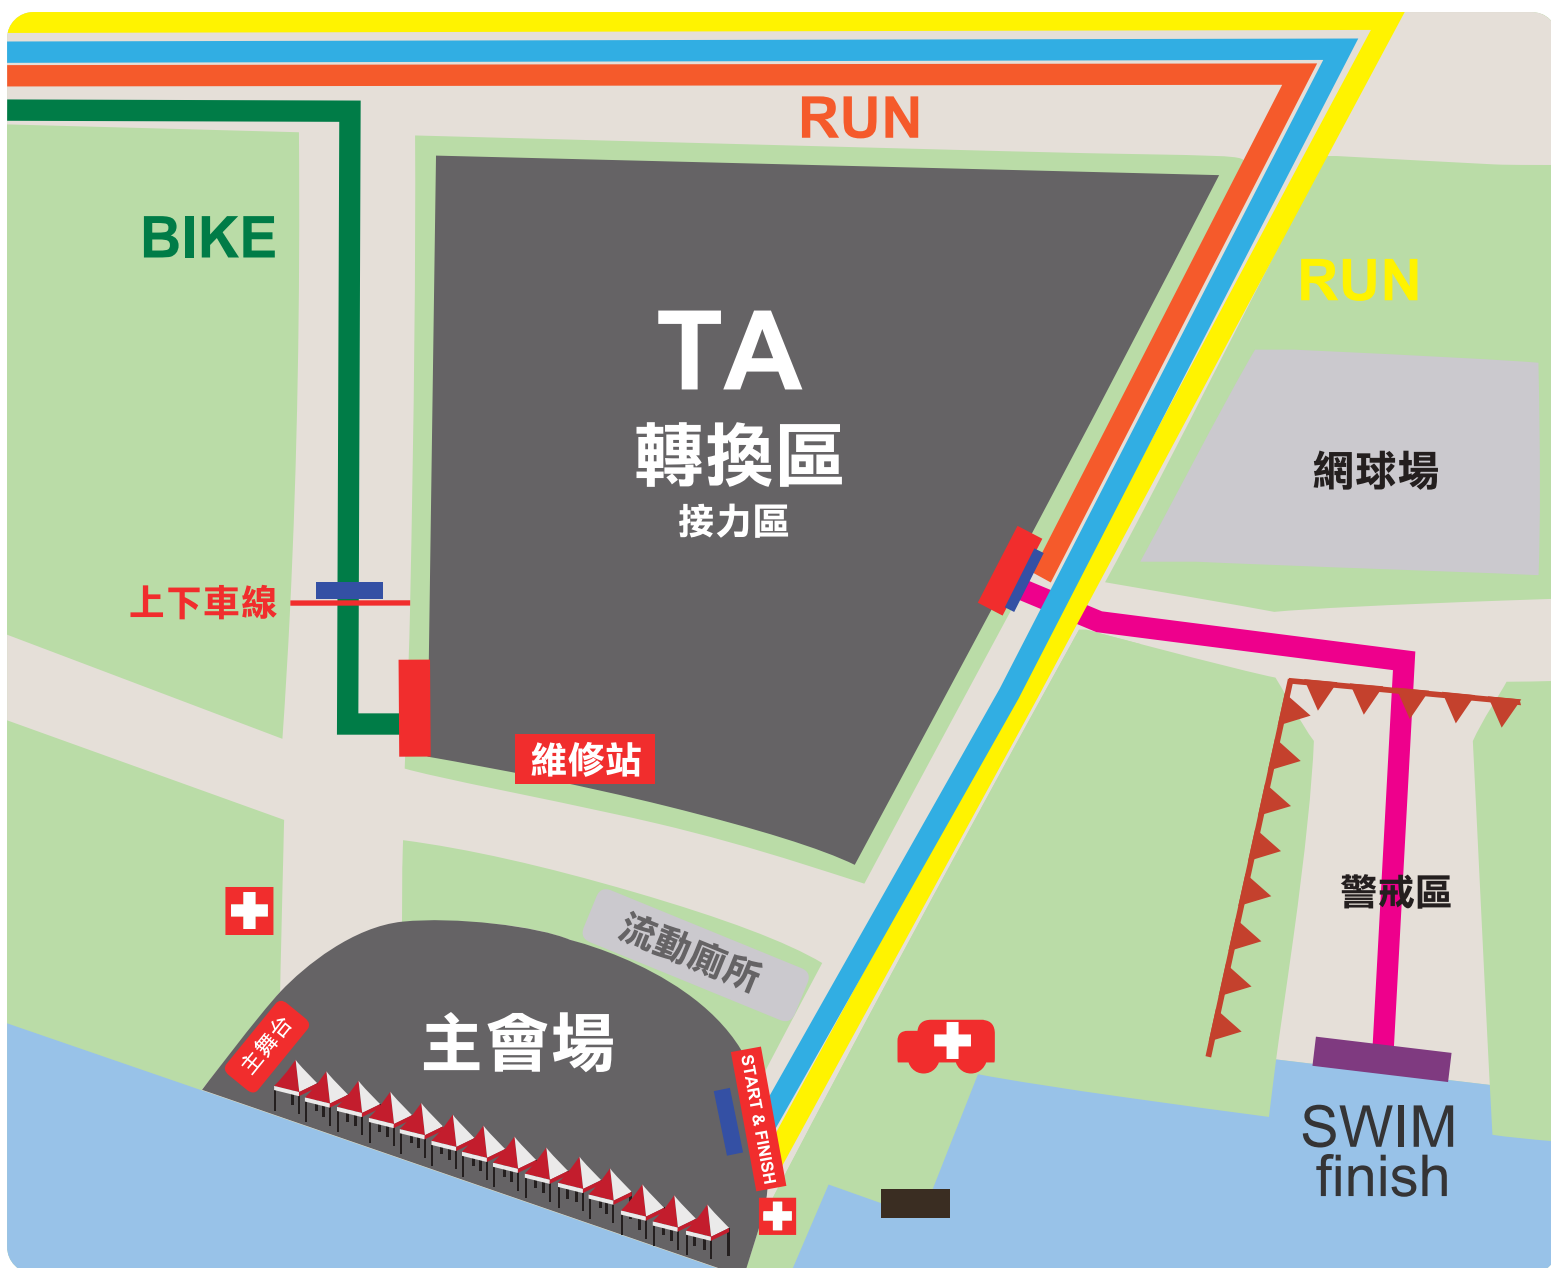 RUN
BIKE
RUN
TA
轉換區
接力區
網球場
上下車線
維修站
警戒區
流動廁所
主舞台
主會場
START & FINISH
SWIM
finish